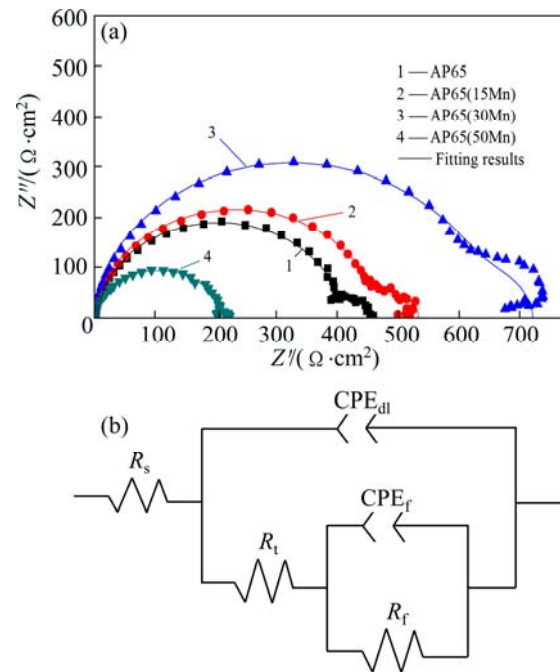 (a)
600
500
400
300
200
100
0
Z″/(Ω·cm²)
1 — AP65
2 — AP65(15Mn)
3 — AP65(30Mn)
4 — AP65(50Mn)
— Fitting results
3
2
1
4
0 100 200 300 400 500 600 700
Z′/(Ω·cm²)
(b)
CPEdl
Rs
CPEf
Rt
Rf